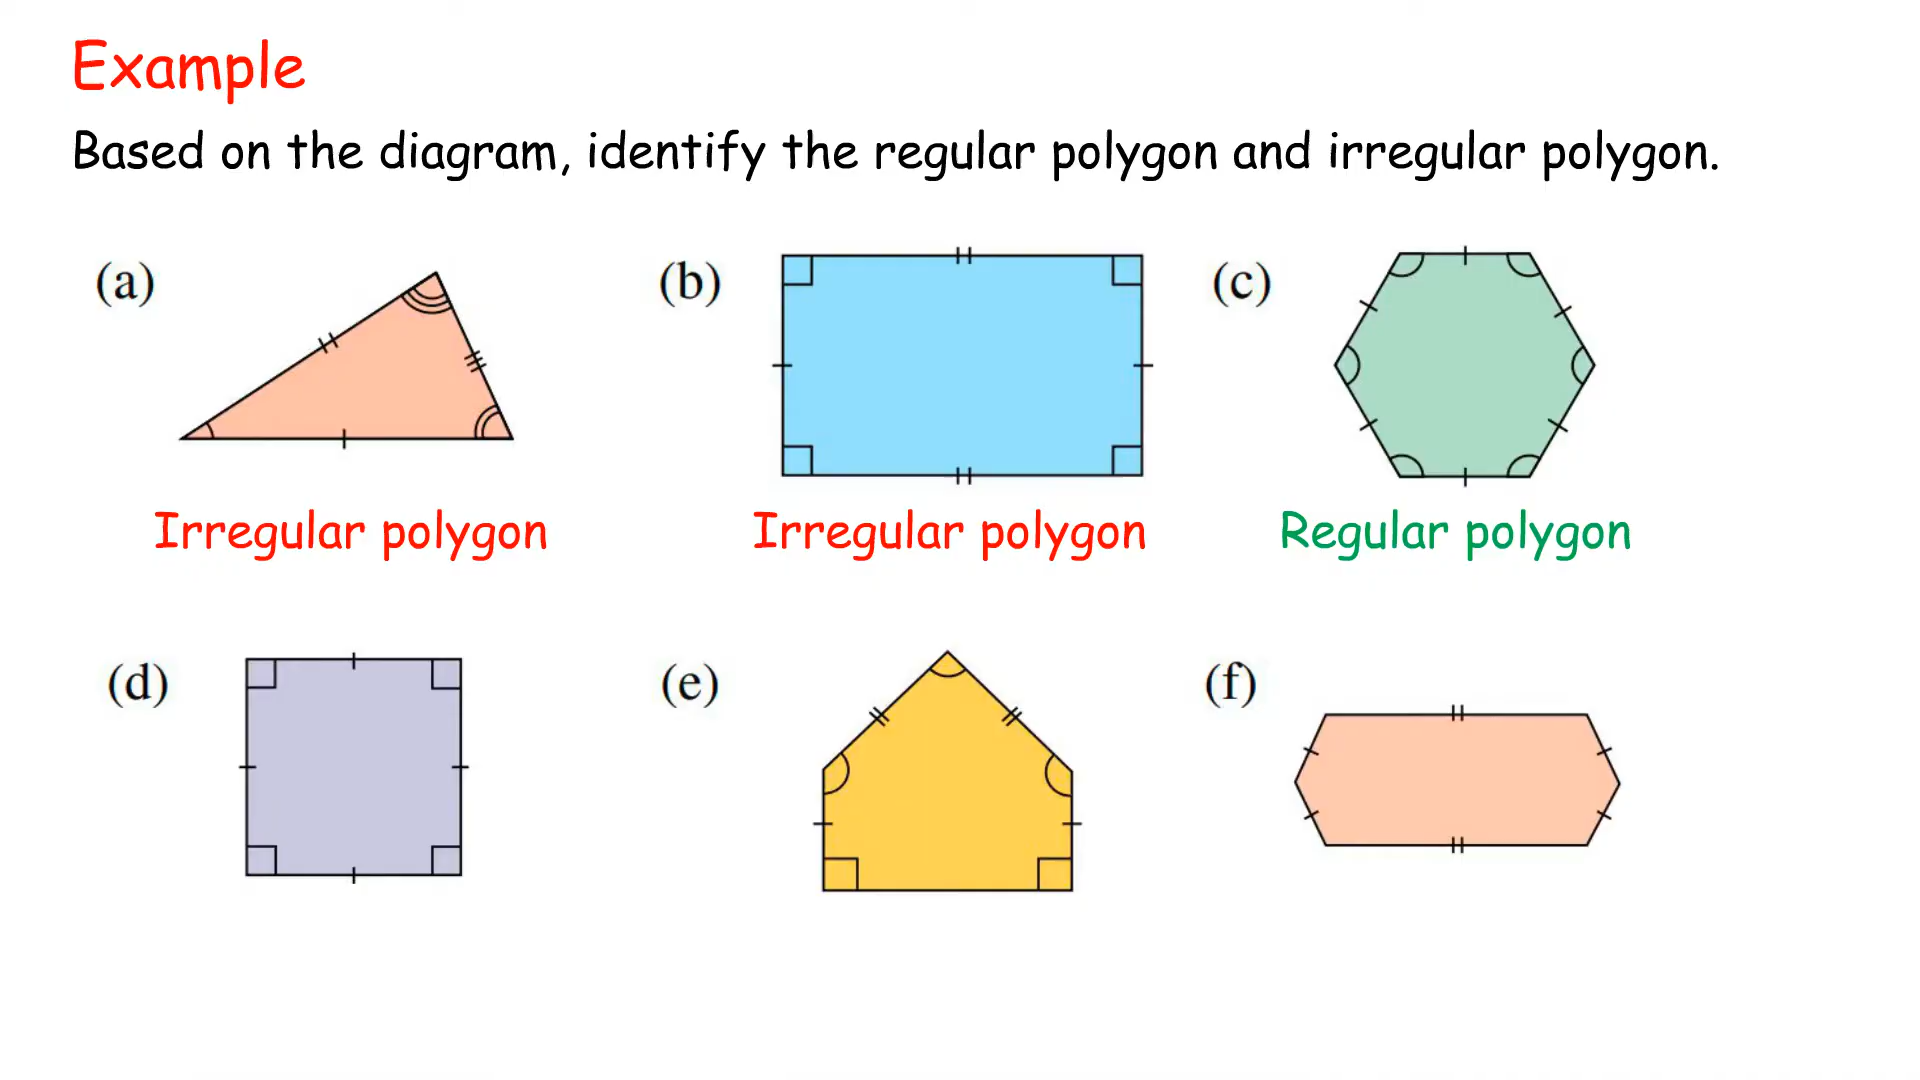 Example
Based on the diagram, identify the regular polygon and irregular polygon.
(a)
(b)
(c)
Irregular polygon
Irregular polygon
Regular polygon
(d)
(e)
(f)